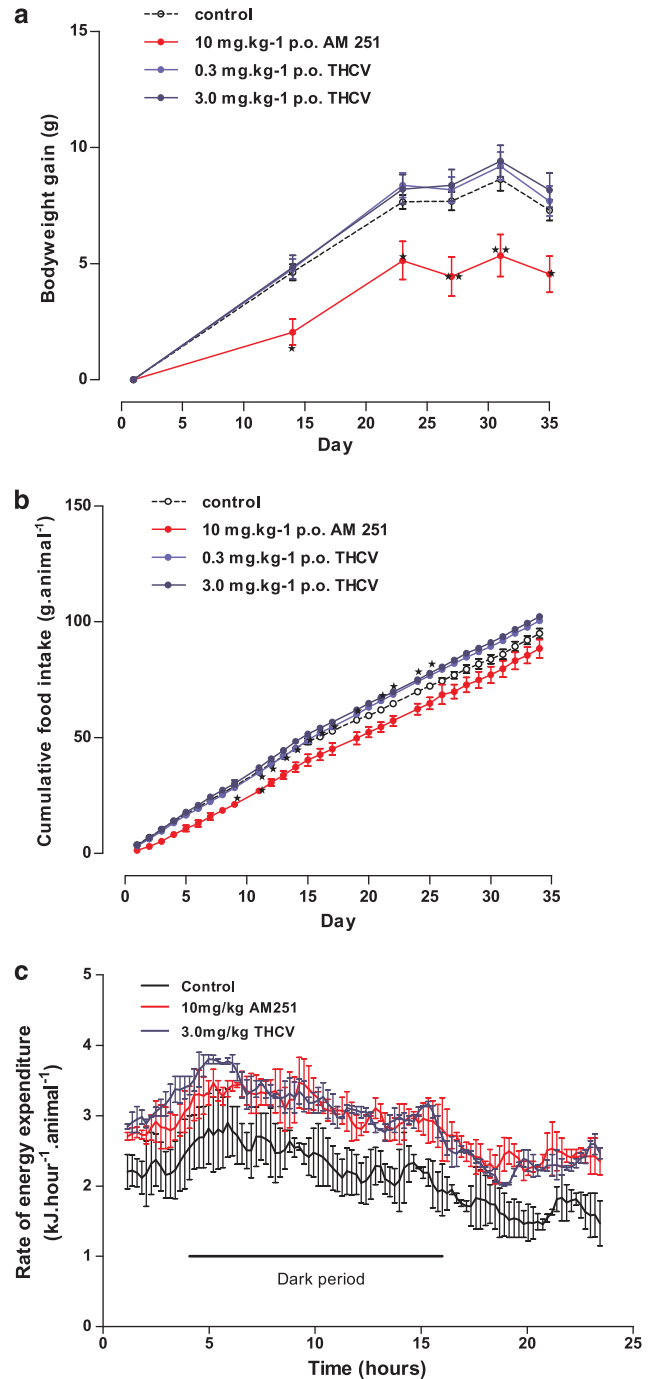 a
control
10 mg.kg-1 p.o. AM 251
0.3 mg.kg-1 p.o. THCV
3.0 mg.kg-1 p.o. THCV
Bodyweight gain (g)
15
10
5
0
★
★
★★
★★
★
0 5 10 15 20 25 30 35
Day
b
control
10 mg.kg-1 p.o. AM 251
0.3 mg.kg-1 p.o. THCV
3.0 mg.kg-1 p.o. THCV
Cumulative food intake (g.animal⁻¹)
150
100
50
0
0 5 10 15 20 25 30 35
Day
c
Control
10mg/kg AM251
3.0mg/kg THCV
Rate of energy expenditure
(kJ.hour⁻¹.animal⁻¹)
5
4
3
2
1
0
Dark period
0 5 10 15 20 25
Time (hours)